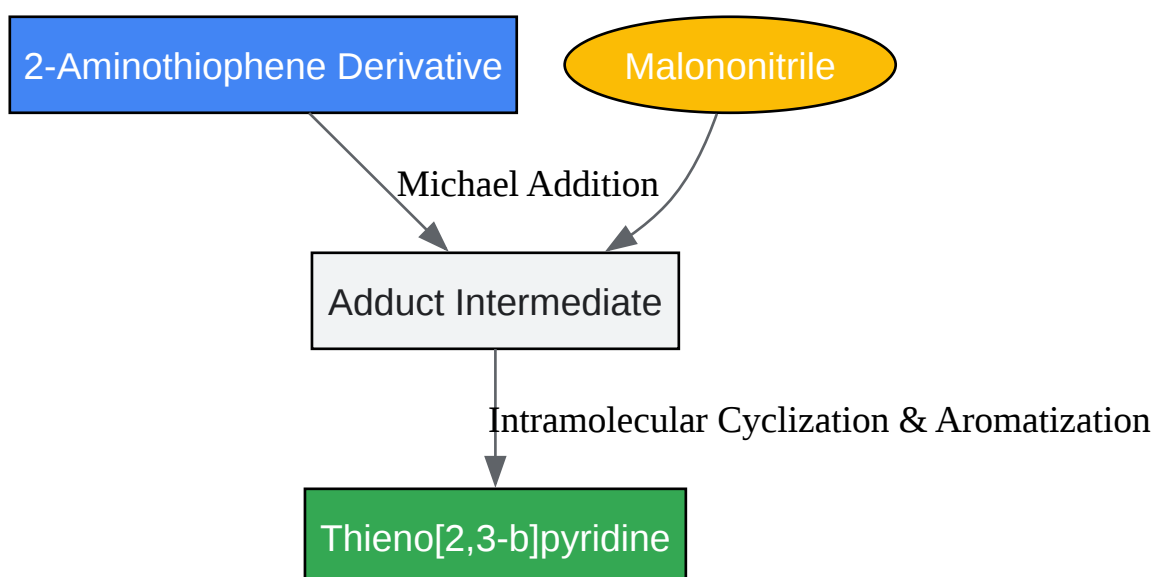 2-Aminothiophene Derivative
Malononitrile
Michael Addition
Adduct Intermediate
Intramolecular Cyclization & Aromatization
Thieno[2,3-b]pyridine